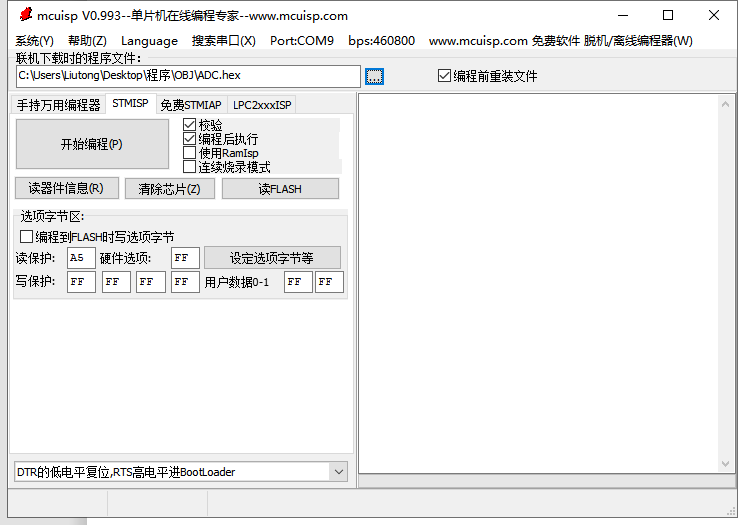 mcuisp V0.993--单片机在线编程专家--www.mcuisp.com
系统(Y) 帮助(Z) Language 搜索串口(X) Port:COM9 bps:460800 www.mcuisp.com 免费软件 脱机/离线编程器(W)
联机下载时的程序文件:
C:\Users\Liutong\Desktop\程序\OBJ\ADC.hex ... 编程前重装文件
手持万用编程器 STMISP 免费STMIAP LPC2xxxISP
开始编程(P)
校验
编程后执行
使用RamIsp
连续烧录模式
读器件信息(R) 清除芯片(Z) 读FLASH
选项字节区:
编程到FLASH时写选项字节
读保护: A5 硬件选项: FF 设定选项字节等
写保护: FF FF FF FF 用户数据0-1 FF FF
DTR的低电平复位,RTS高电平进BootLoader